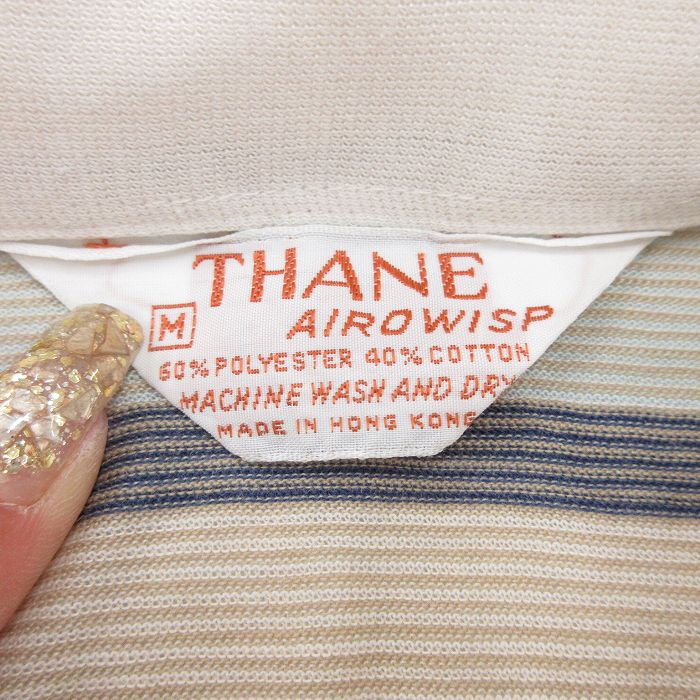 THANE
M AIROWISP
60% POLYESTER 40% COTTON
MACHINE WASH AND DRY
MADE IN HONG KONG